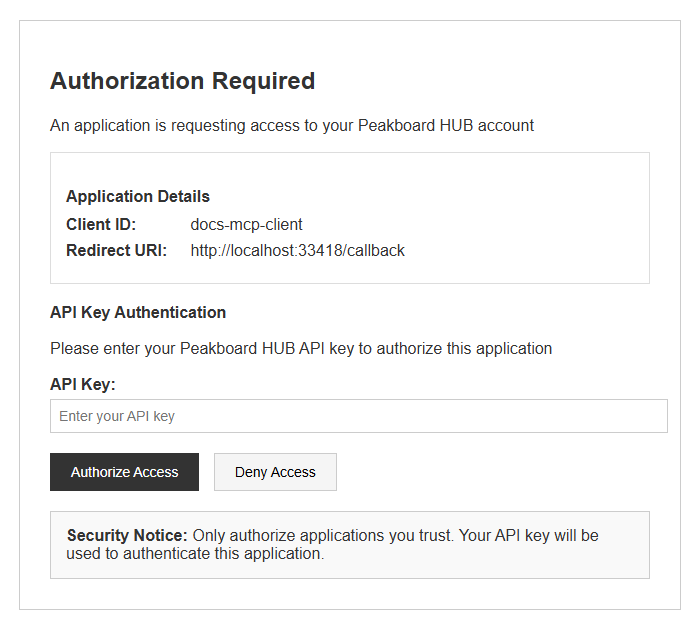 Authorization Required
An application is requesting access to your Peakboard HUB account
Application Details
Client ID: docs-mcp-client
Redirect URI: http://localhost:33418/callback
API Key Authentication
Please enter your Peakboard HUB API key to authorize this application
API Key:
Enter your API key
Authorize Access Deny Access
Security Notice: Only authorize applications you trust. Your API key will be
used to authenticate this application.